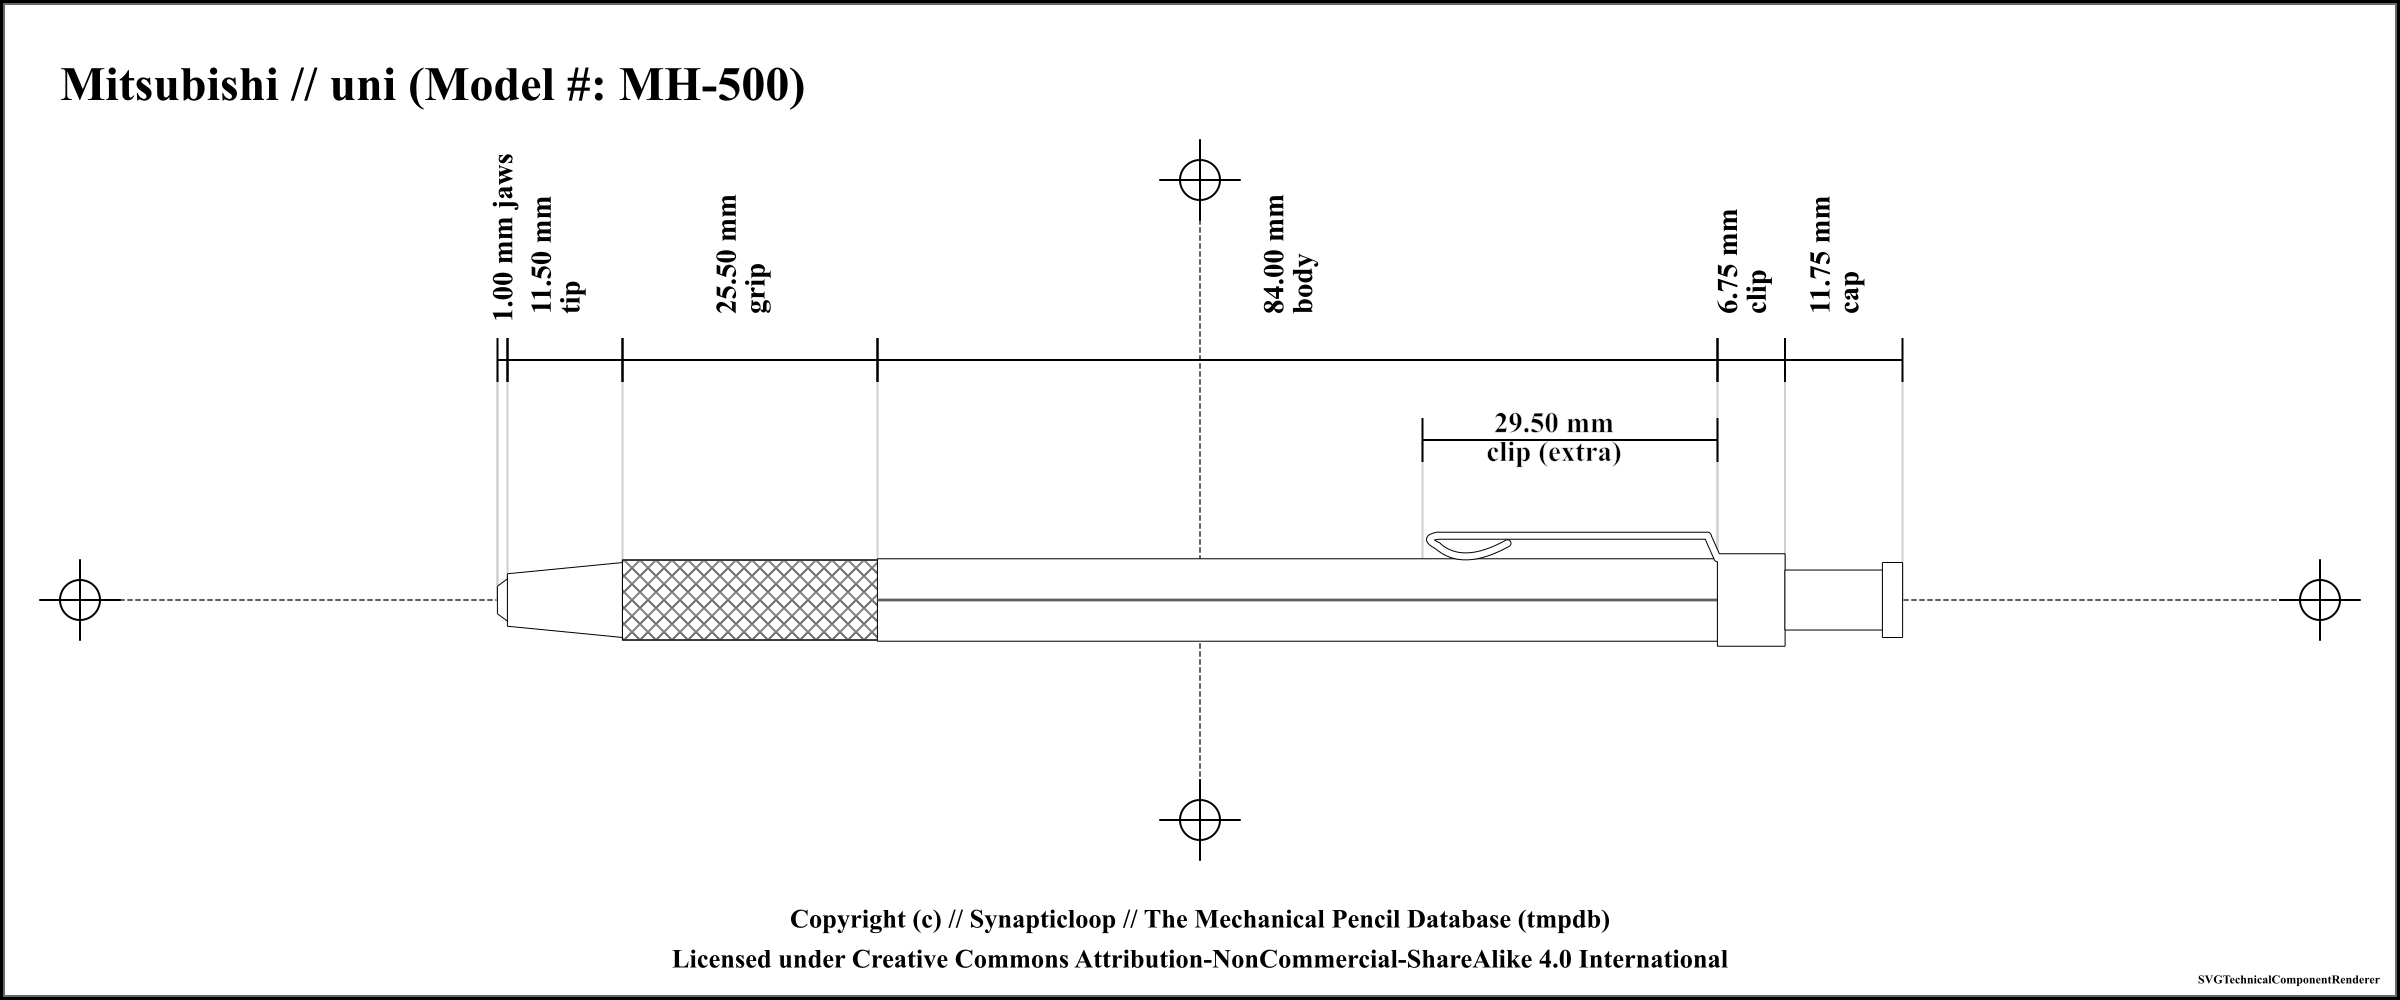 Mitsubishi // uni (Model #: MH-500)
1.00 mm jaws
11.50 mm
tip
25.50 mm
grip
84.00 mm
body
6.75 mm
clip
11.75 mm
cap
29.50 mm
clip (extra)
Copyright (c) // Synapticloop // The Mechanical Pencil Database (tmpdb)
Licensed under Creative Commons Attribution-NonCommercial-ShareAlike 4.0 International
SVGTechnicalComponentRenderer